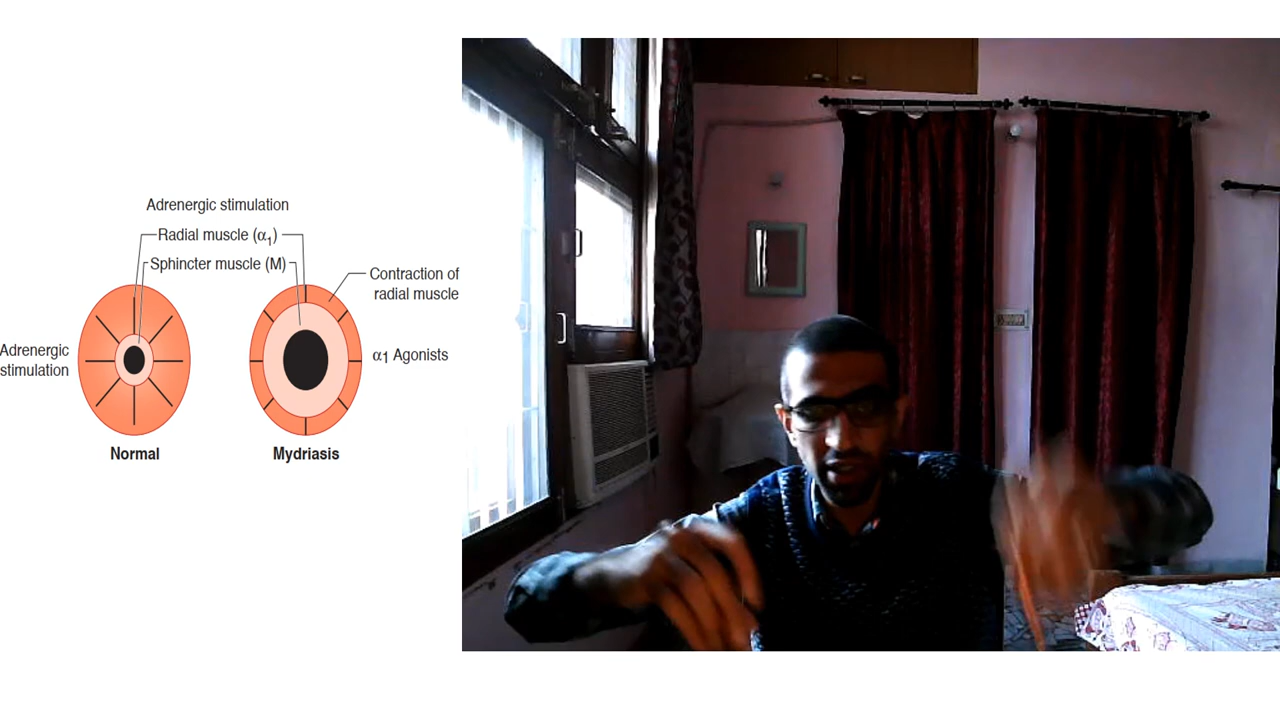 Adrenergic stimulation
Radial muscle (α₁)
Sphincter muscle (M)
Contraction of
radial muscle
Adrenergic
stimulation
α1 Agonists
Normal
Mydriasis